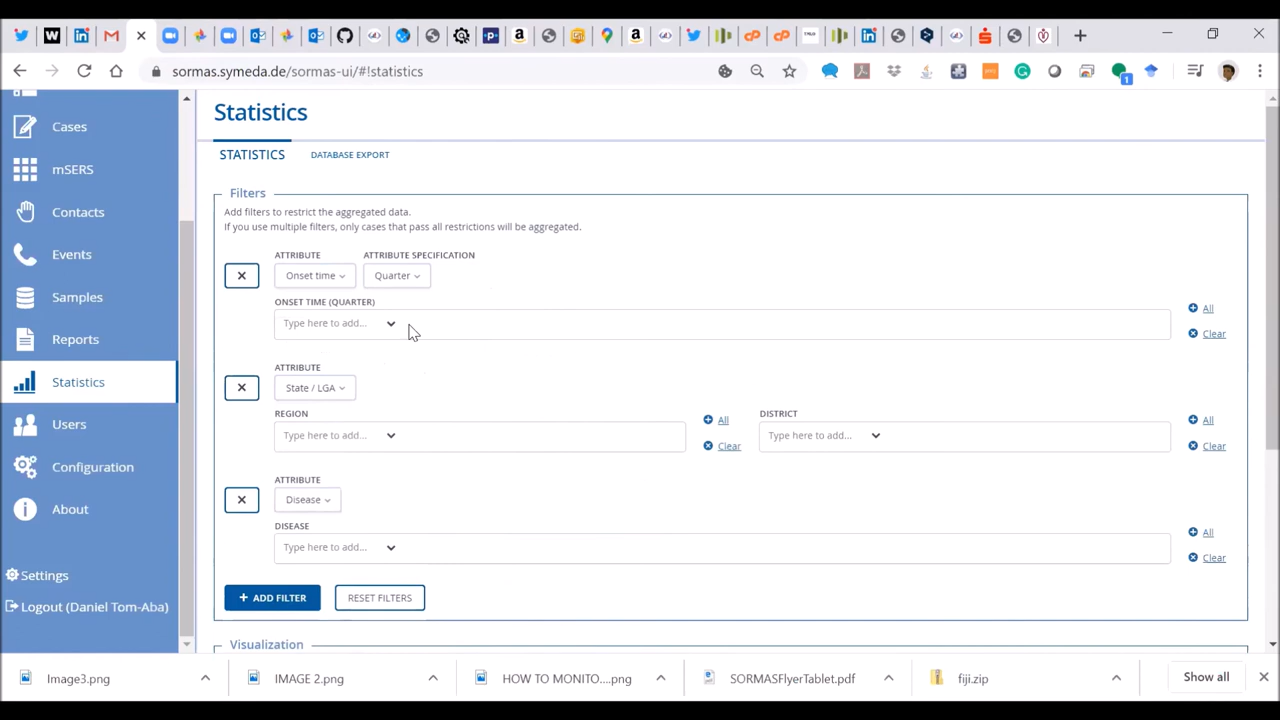 sormas.symeda.de/sormas-ui/#!statistics
1
Cases
mSERS
Contacts
Events
Samples
Reports
Statistics
Users
Configuration
About
Settings
Logout (Daniel Tom-Aba)
Statistics
STATISTICS DATABASE EXPORT
Filters
Add filters to restrict the aggregated data.
If you use multiple filters, only cases that pass all restrictions will be aggregated.
ATTRIBUTE ATTRIBUTE SPECIFICATION
Onset time Quarter
ONSET TIME (QUARTER)
Type here to add...
All
Clear
ATTRIBUTE
State / LGA
REGION
Type here to add...
All
Clear
DISTRICT
Type here to add...
All
Clear
ATTRIBUTE
Disease
DISEASE
Type here to add...
All
Clear
+ ADD FILTER RESET FILTERS
Visualization
Image3.png
IMAGE 2.png
HOW TO MONITO....png
SORMASFlyerTablet.pdf
fiji.zip
Show all